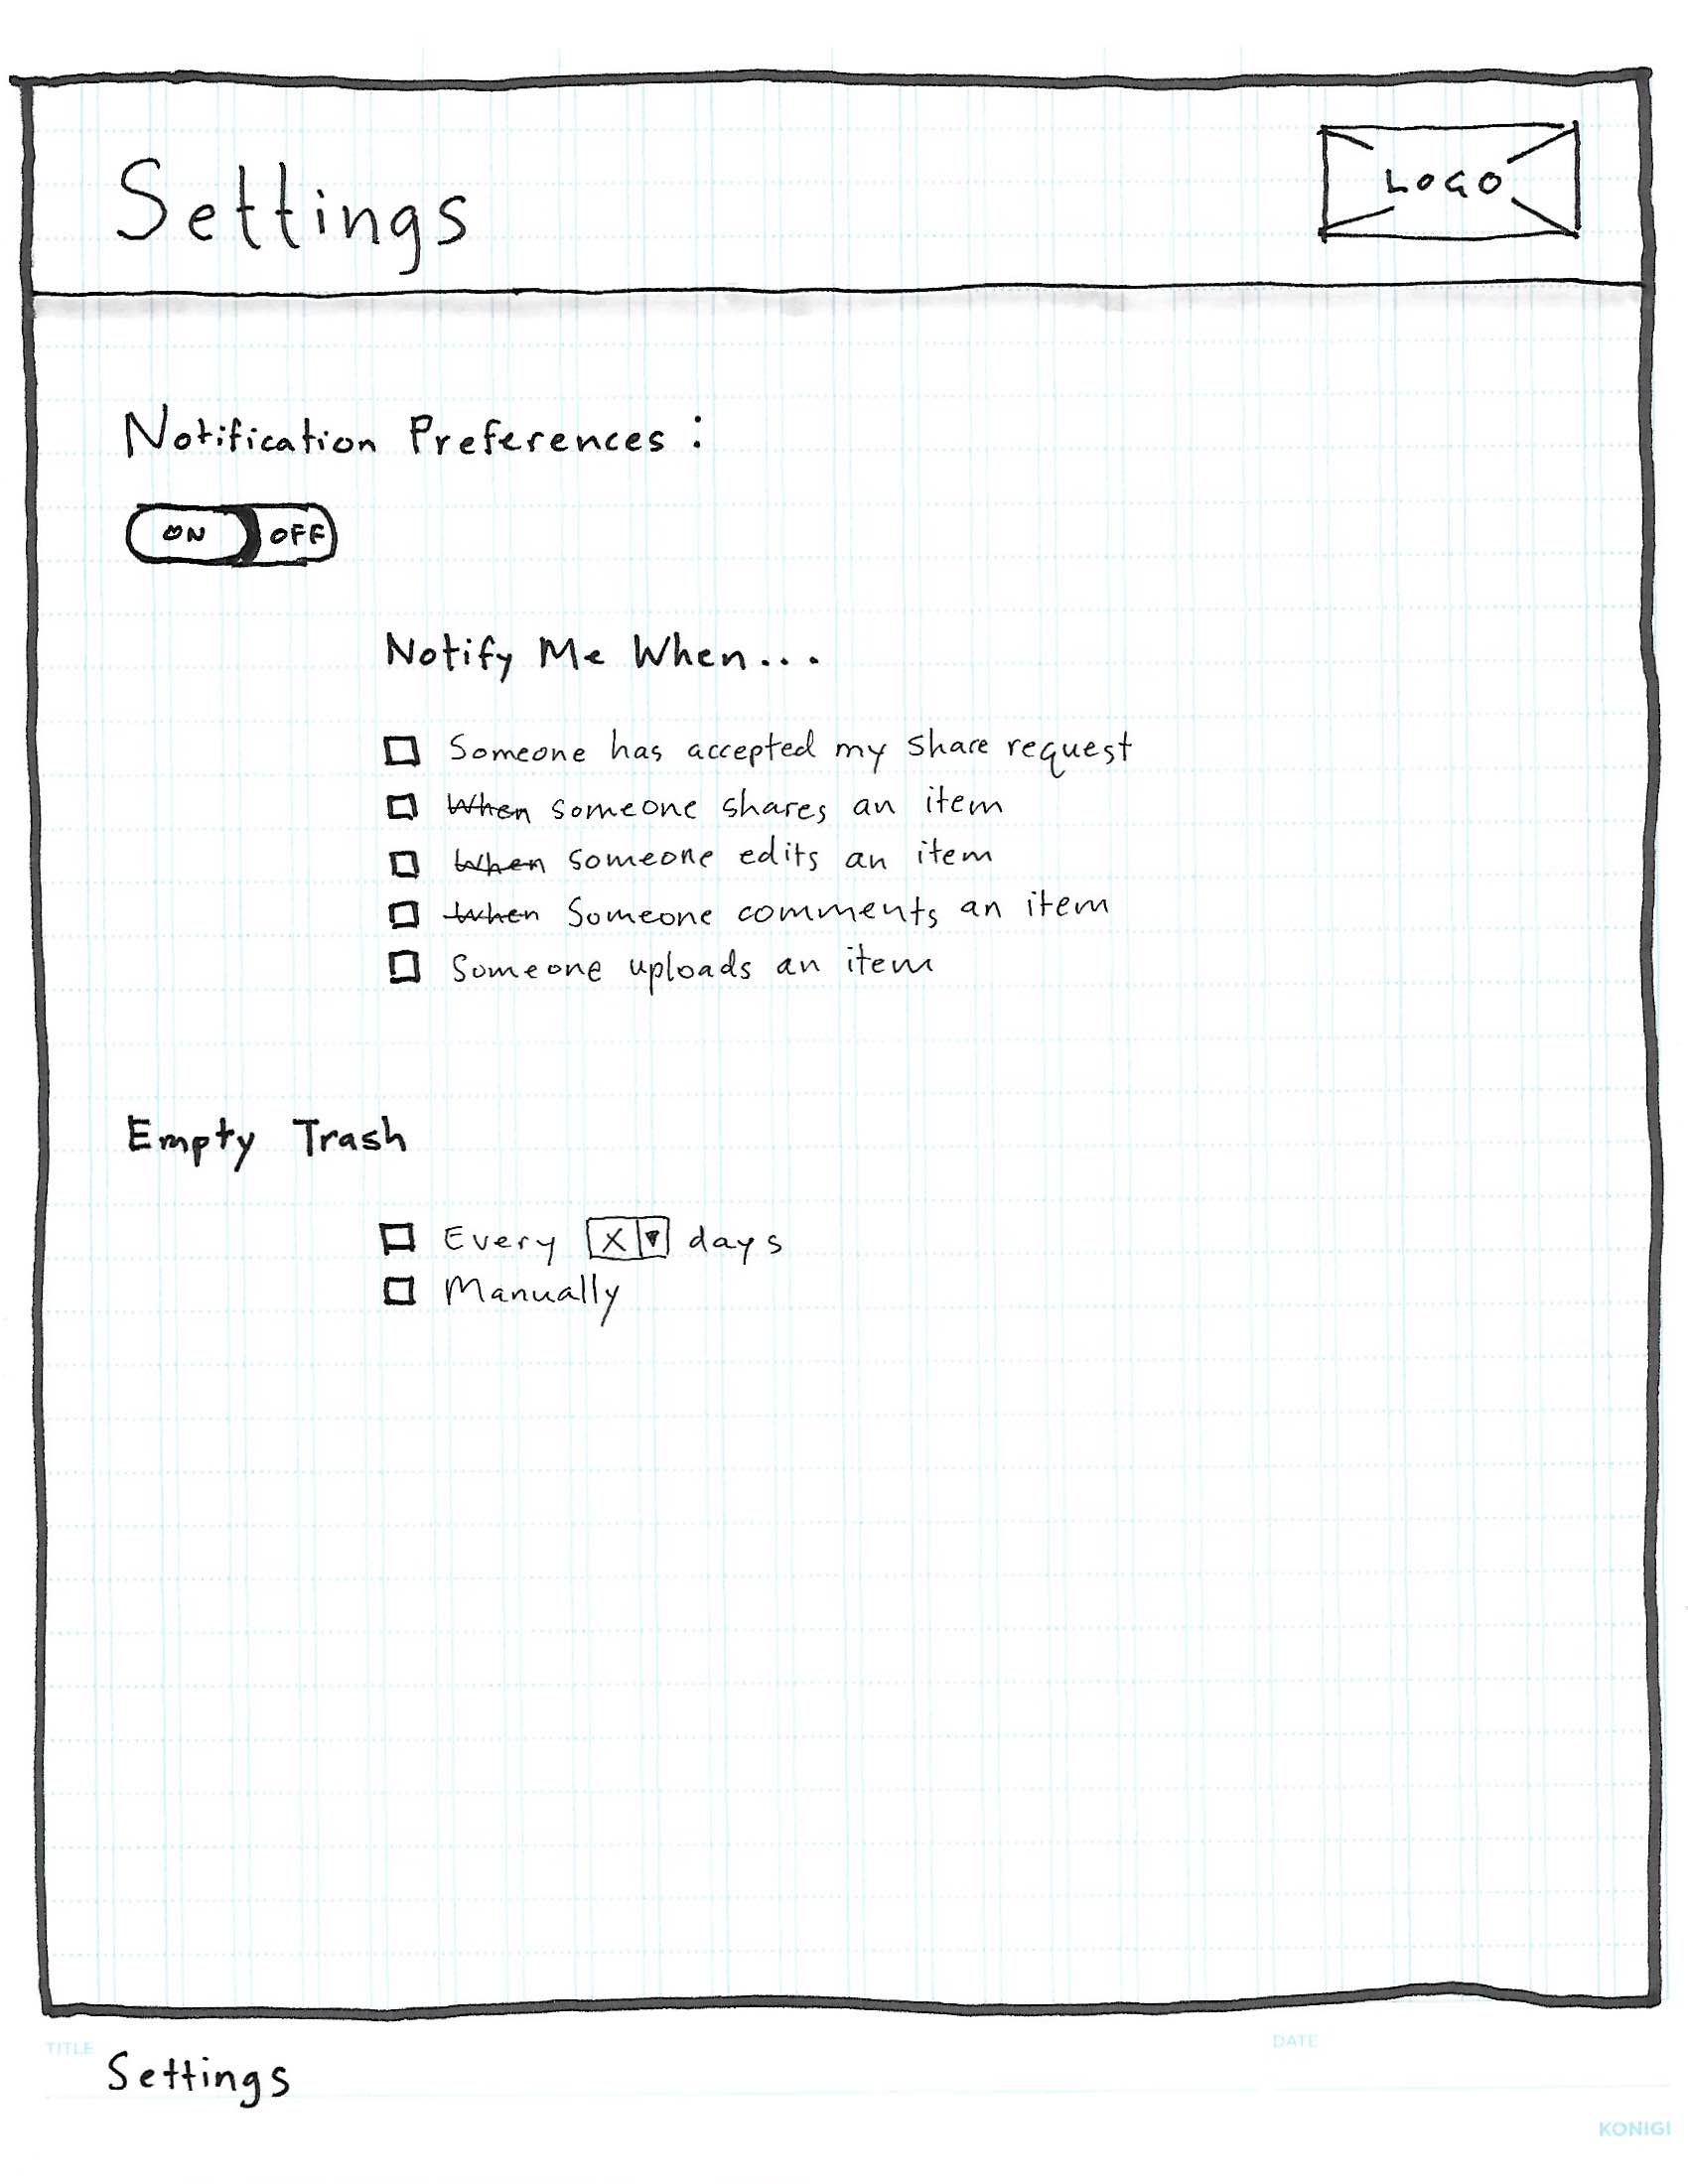 Settings
LOGO
Notification Preferences:
ON OFF
Notify Me When...
Someone has accepted my share request
When someone shares an item
When someone edits an item
When Someone comments an item
Someone uploads an item
Empty Trash
Every X days
Manually
TITLE Settings
DATE
KONIGI